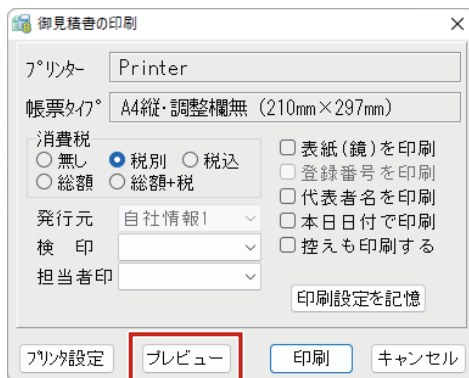 御見積書の印刷
プリンター Printer
帳票タイプ A4縦・調整欄無 (210mm×297mm)
消費税
無し 税別 税込
総額 総額+税
発行元 自社情報1
検 印
担当者印
表紙(鏡)を印刷
登録番号を印刷
代表者名を印刷
本日日付で印刷
控えも印刷する
印刷設定を記憶
プリンタ設定 プレビュー 印刷 キャンセル